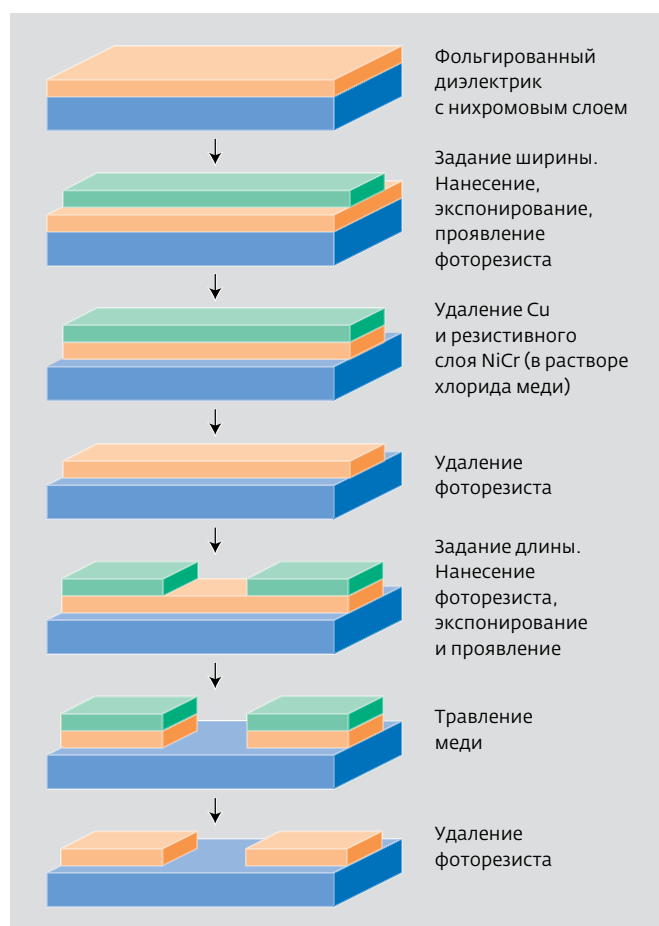 Фольгированный
диэлектрик
с нихромовым слоем
Задание ширины.
Нанесение,
экспонирование,
проявление
фоторезиста
Удаление Cu
и резистивного
слоя NiCr (в растворе
хлорида меди)
Удаление
фоторезиста
Задание длины.
Нанесение
фоторезиста,
экспонирование
и проявление
Травление
меди
Удаление
фоторезиста